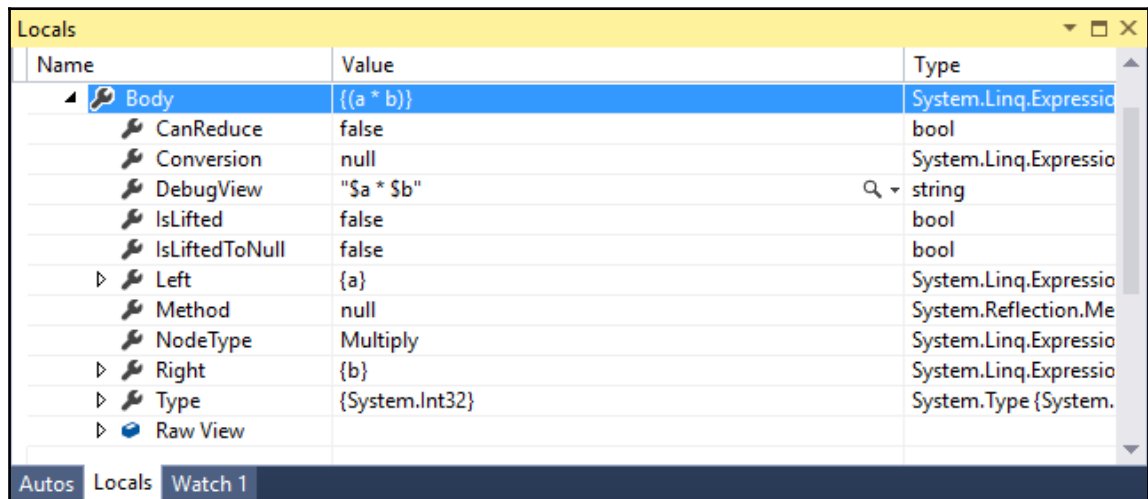 Locals
Name Value Type
Body {(a * b)} System.Linq.Expressio
CanReduce false bool
Conversion null System.Linq.Expressio
DebugView "$a * $b" string
IsLifted false bool
IsLiftedToNull false bool
Left {a} System.Linq.Expressio
Method null System.Reflection.Me
NodeType Multiply System.Linq.Expressio
Right {b} System.Linq.Expressio
Type {System.Int32} System.Type {System.
Raw View
Autos Locals Watch 1